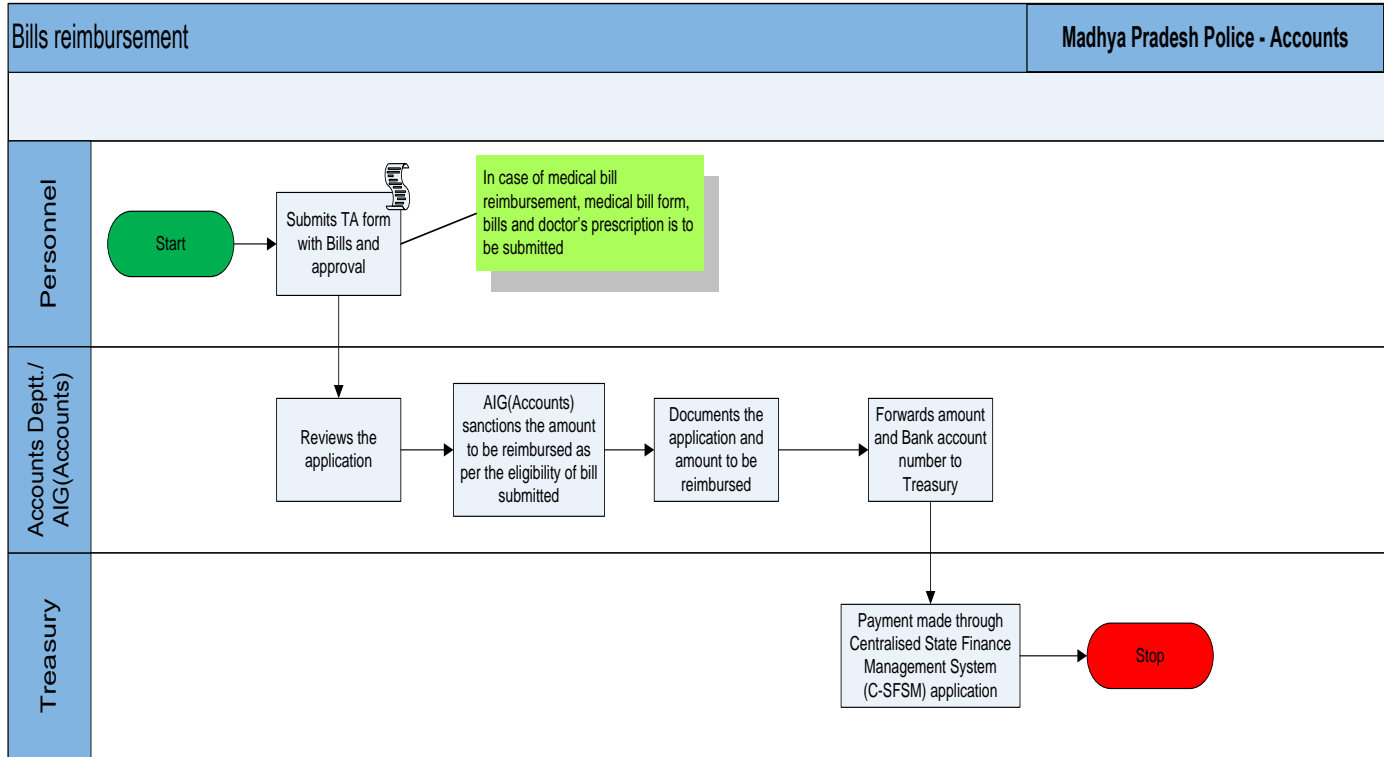 Bills reimbursement
Madhya Pradesh Police - Accounts
Personnel
Start
Submits TA form
with Bills and
approval
In case of medical bill
reimbursement, medical bill form,
bills and doctor’s prescription is to
be submitted
Accounts Deptt./
AIG(Accounts)
Reviews the
application
AIG(Accounts)
sanctions the amount
to be reimbursed as
per the eligibility of bill
submitted
Documents the
application and
amount to be
reimbursed
Forwards amount
and Bank account
number to
Treasury
Treasury
Payment made through
Centralised State Finance
Management System
(C-SFSM) application
Stop